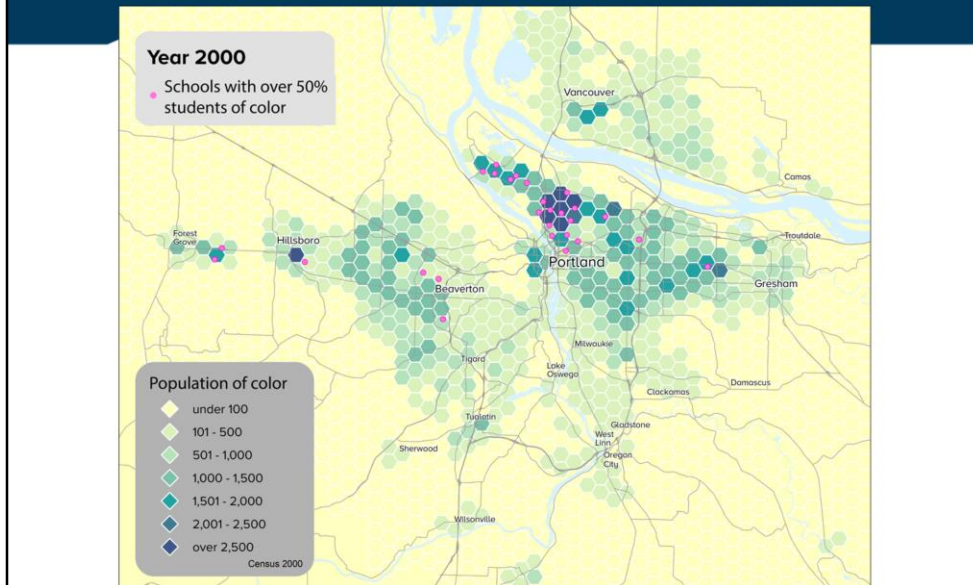 Year 2000
Schools with over 50%
students of color
Vancouver
Camas
Troutdale
Forest
Grove
Hillsboro
Portland
Gresham
Beaverton
Milwaukie
Tigard
Lake
Oswego
Damascus
Clackamas
Tualatin
Gladstone
West
Linn
Sherwood
Oregon
City
Wilsonville
Population of color
under 100
101 - 500
501 - 1,000
1,000 - 1,500
1,501 - 2,000
2,001 - 2,500
over 2,500
Census 2000